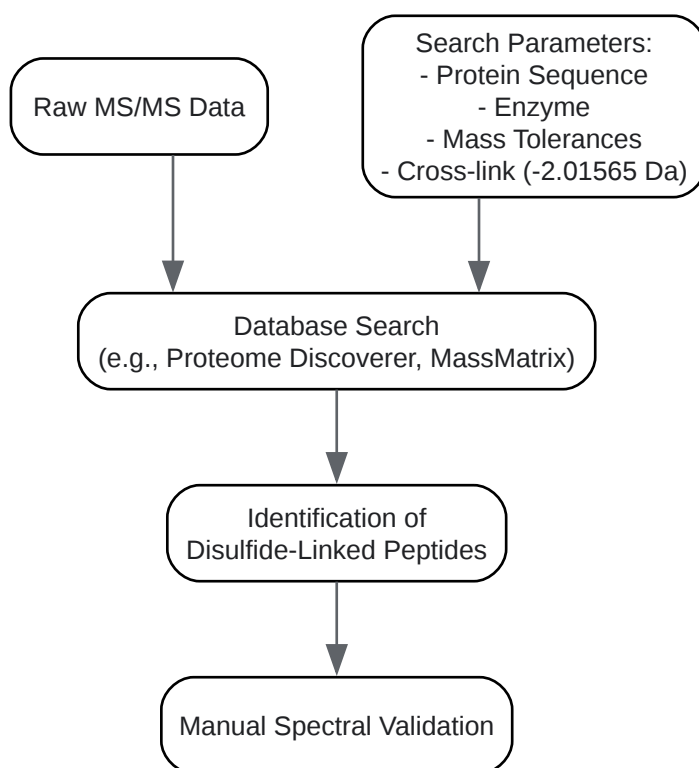 Raw MS/MS Data
Search Parameters:
- Protein Sequence
- Enzyme
- Mass Tolerances
- Cross-link (-2.01565 Da)
Database Search
(e.g., Proteome Discoverer, MassMatrix)
Identification of
Disulfide-Linked Peptides
Manual Spectral Validation